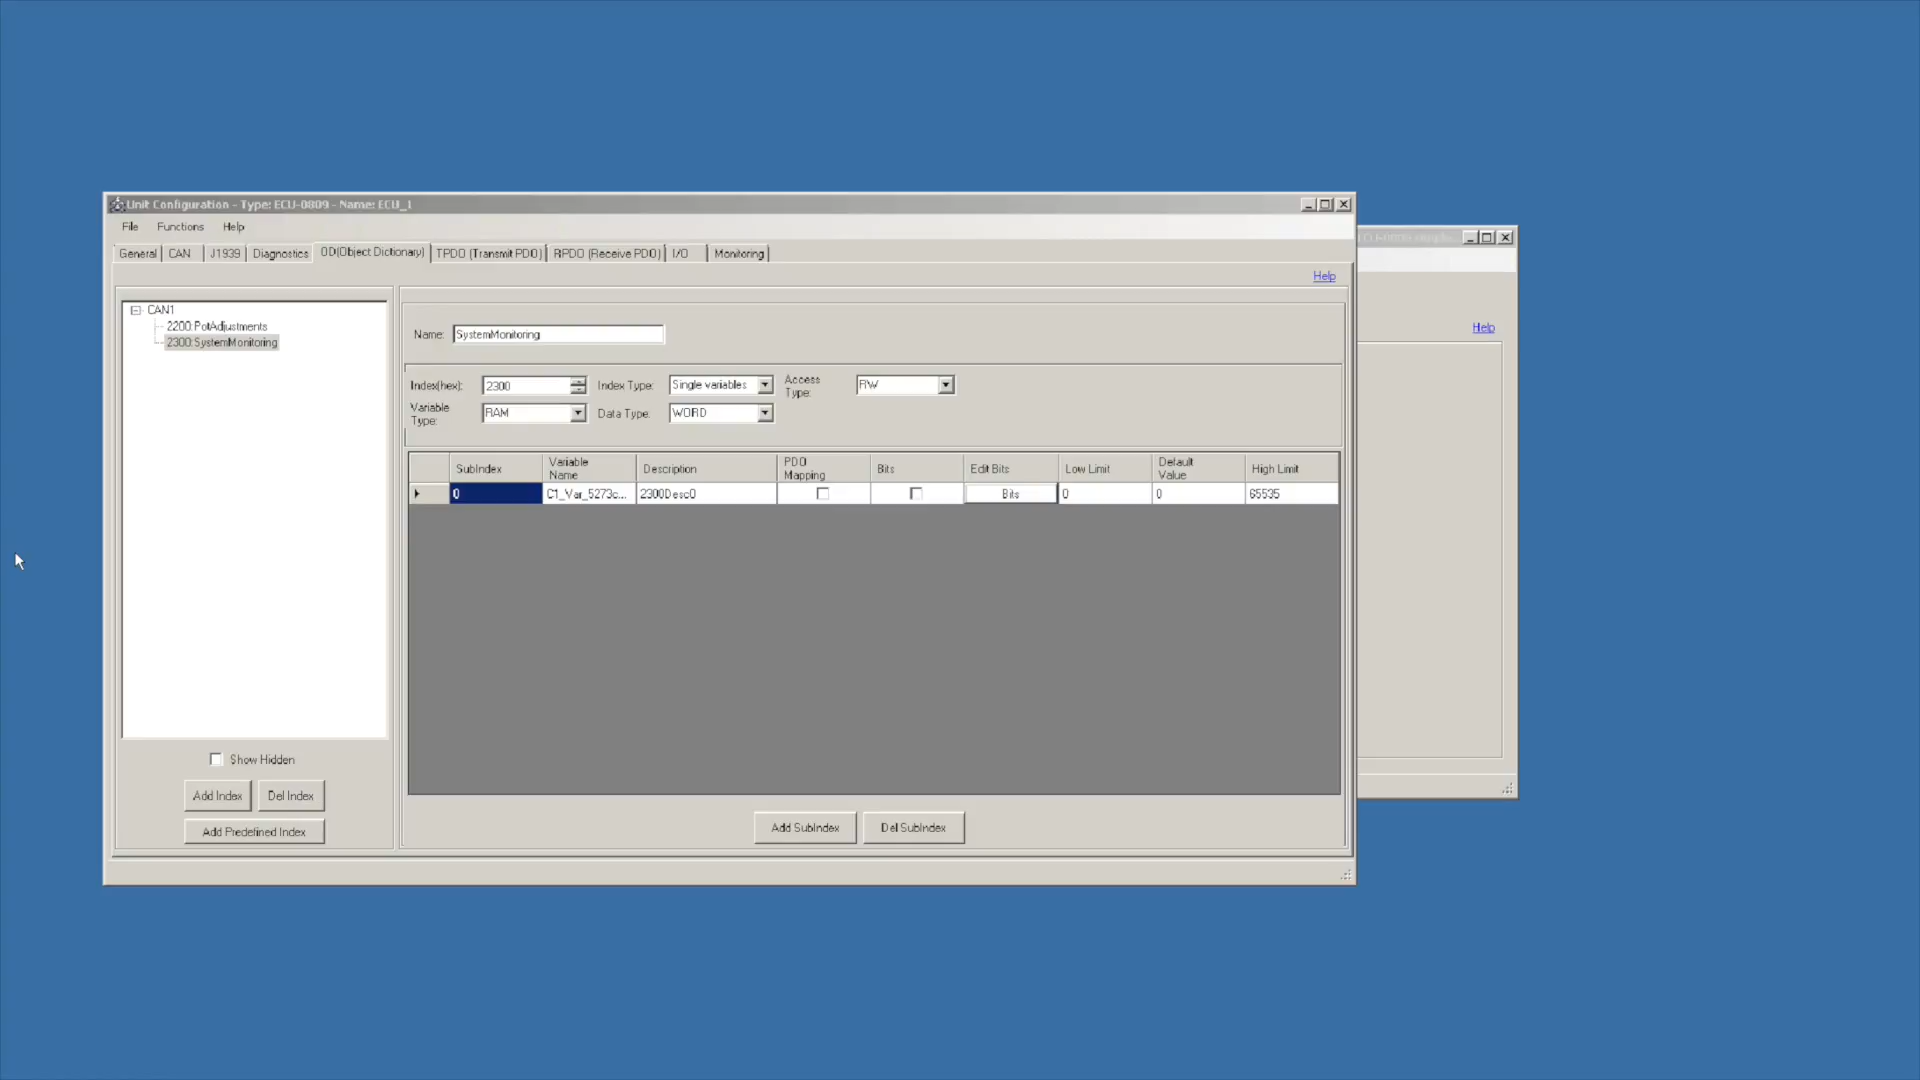 Unit Configuration - Type: ECU-0809 - Name: ECU_1
File Functions Help
General CAN J1939 Diagnostics OD(Object Dictionary) TPDO (Transmit PDO) RPDO (Receive PDO) I/O Monitoring
Help
Help
CAN1
2200:PotAdjustments
2300:SystemMonitoring
Name: SystemMonitoring
Index(hex): 2300 Index Type: Single variables Access Type: RW
Variable Type: RAM Data Type: WORD
SubIndex Variable Name Description PDO Mapping Bits Edit Bits Low Limit Default Value High Limit
0 C1_Var_5273c... 2300Desc0 Bits 0 0 65535
Show Hidden
Add Index Del Index
Add Predefined Index
Add SubIndex Del SubIndex